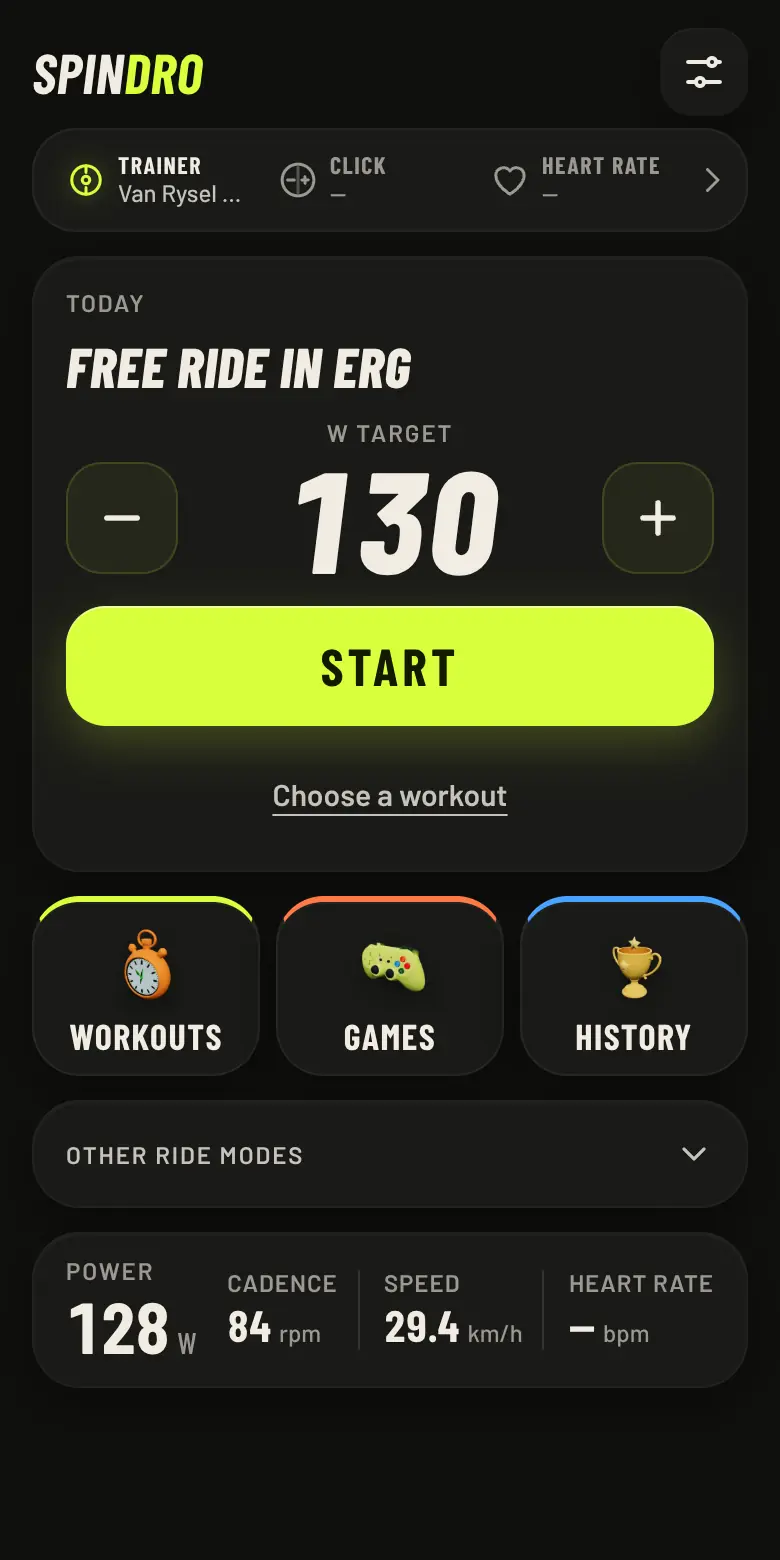 SPINDRO
TRAINER
Van Rysel ...
CLICK
–
HEART RATE
–
TODAY
FREE RIDE IN ERG
W TARGET
130
START
Choose a workout
WORKOUTS
GAMES
HISTORY
OTHER RIDE MODES
POWER
128 W
CADENCE
84 rpm
SPEED
29.4 km/h
HEART RATE
– bpm